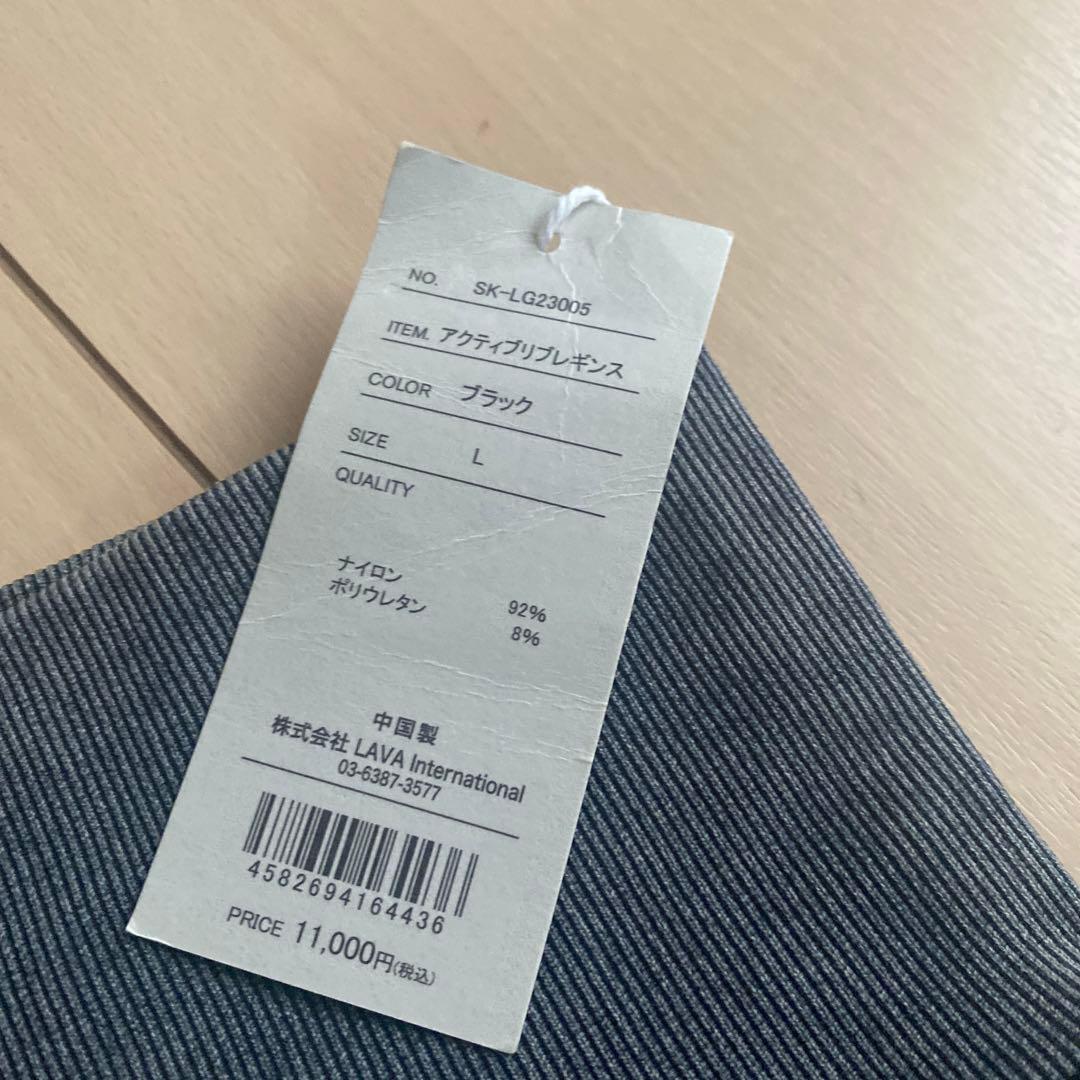 NO. SK-LG23005
ITEM. アクティブリブレギンス
COLOR ブラック
SIZE L
QUALITY
ナイロン 92%
ポリウレタン 8%
中国製
株式会社 LAVA International
03-6387-3577
4582694164436
PRICE 11,000円(税込)